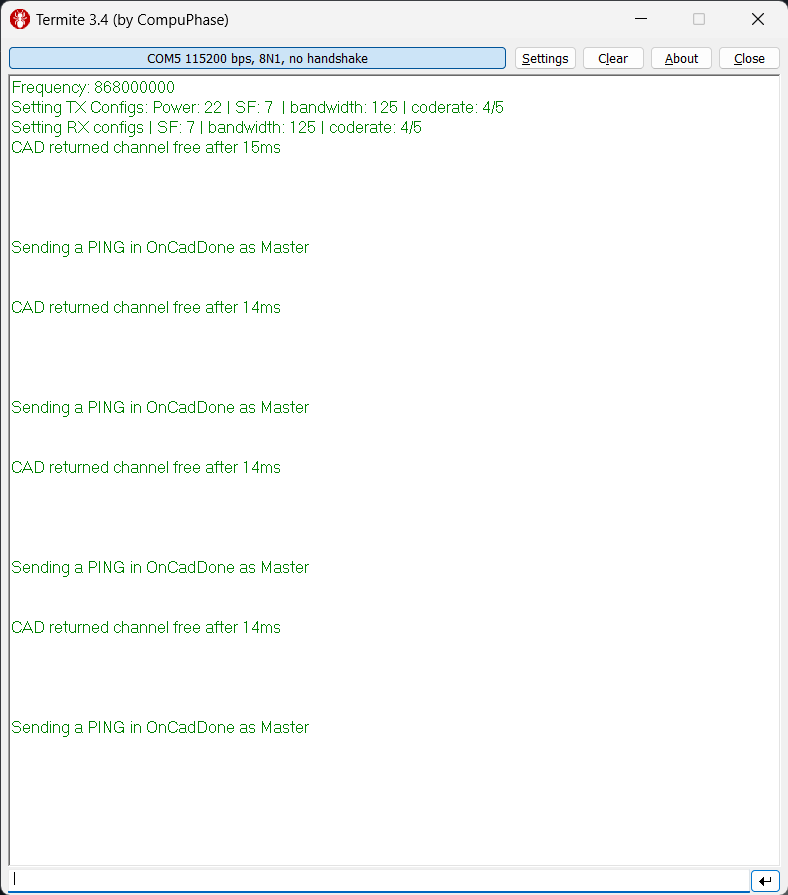 Termite 3.4 (by CompuPhase)
COM5 115200 bps, 8N1, no handshake
Settings
Clear
About
Close
Frequency: 868000000
Setting TX Configs: Power: 22 | SF: 7  | bandwidth: 125 | coderate: 4/5
Setting RX configs | SF: 7 | bandwidth: 125 | coderate: 4/5
CAD returned channel free after 15ms
Sending a PING in OnCadDone as Master
CAD returned channel free after 14ms
Sending a PING in OnCadDone as Master
CAD returned channel free after 14ms
Sending a PING in OnCadDone as Master
CAD returned channel free after 14ms
Sending a PING in OnCadDone as Master